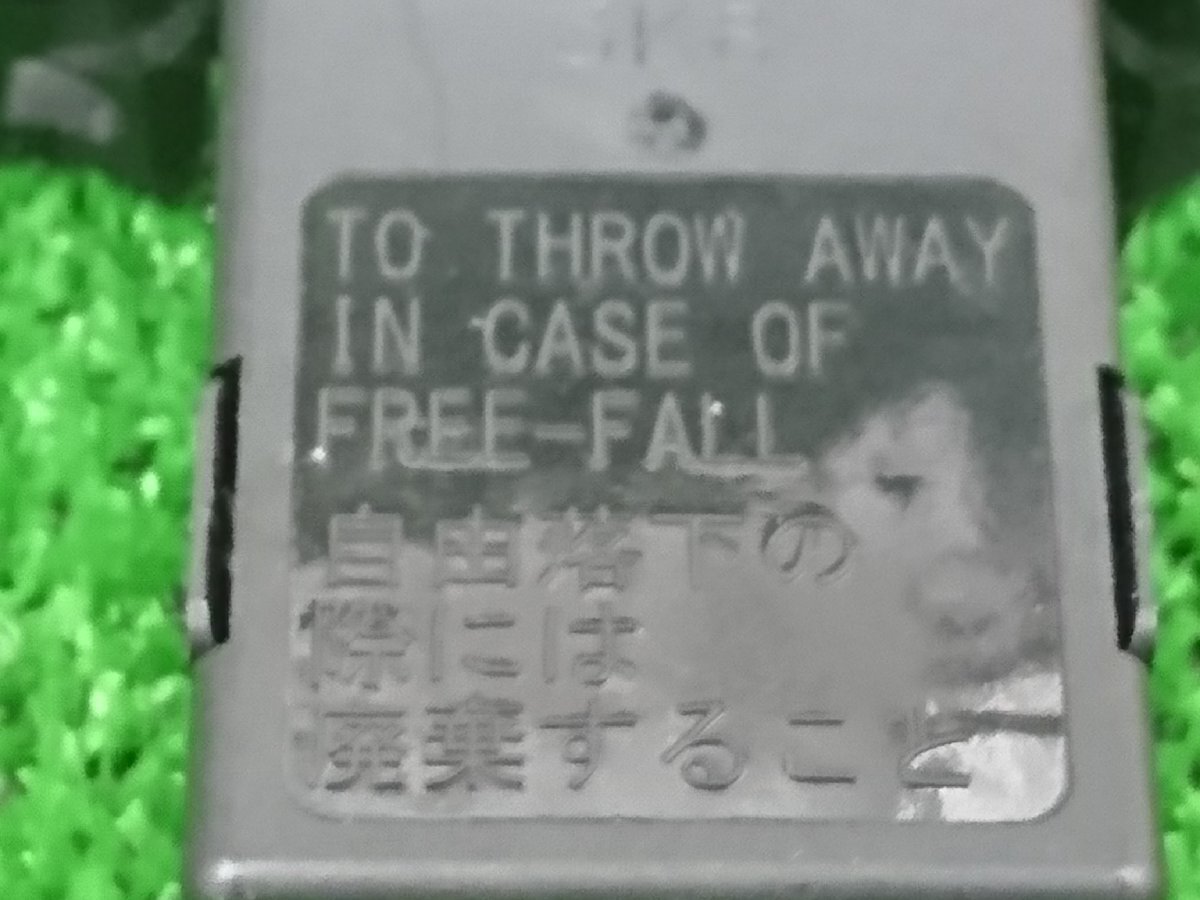 TO THROW AWAY
IN CASE OF
FREE-FALL
自由落下の
際には
廃棄すること